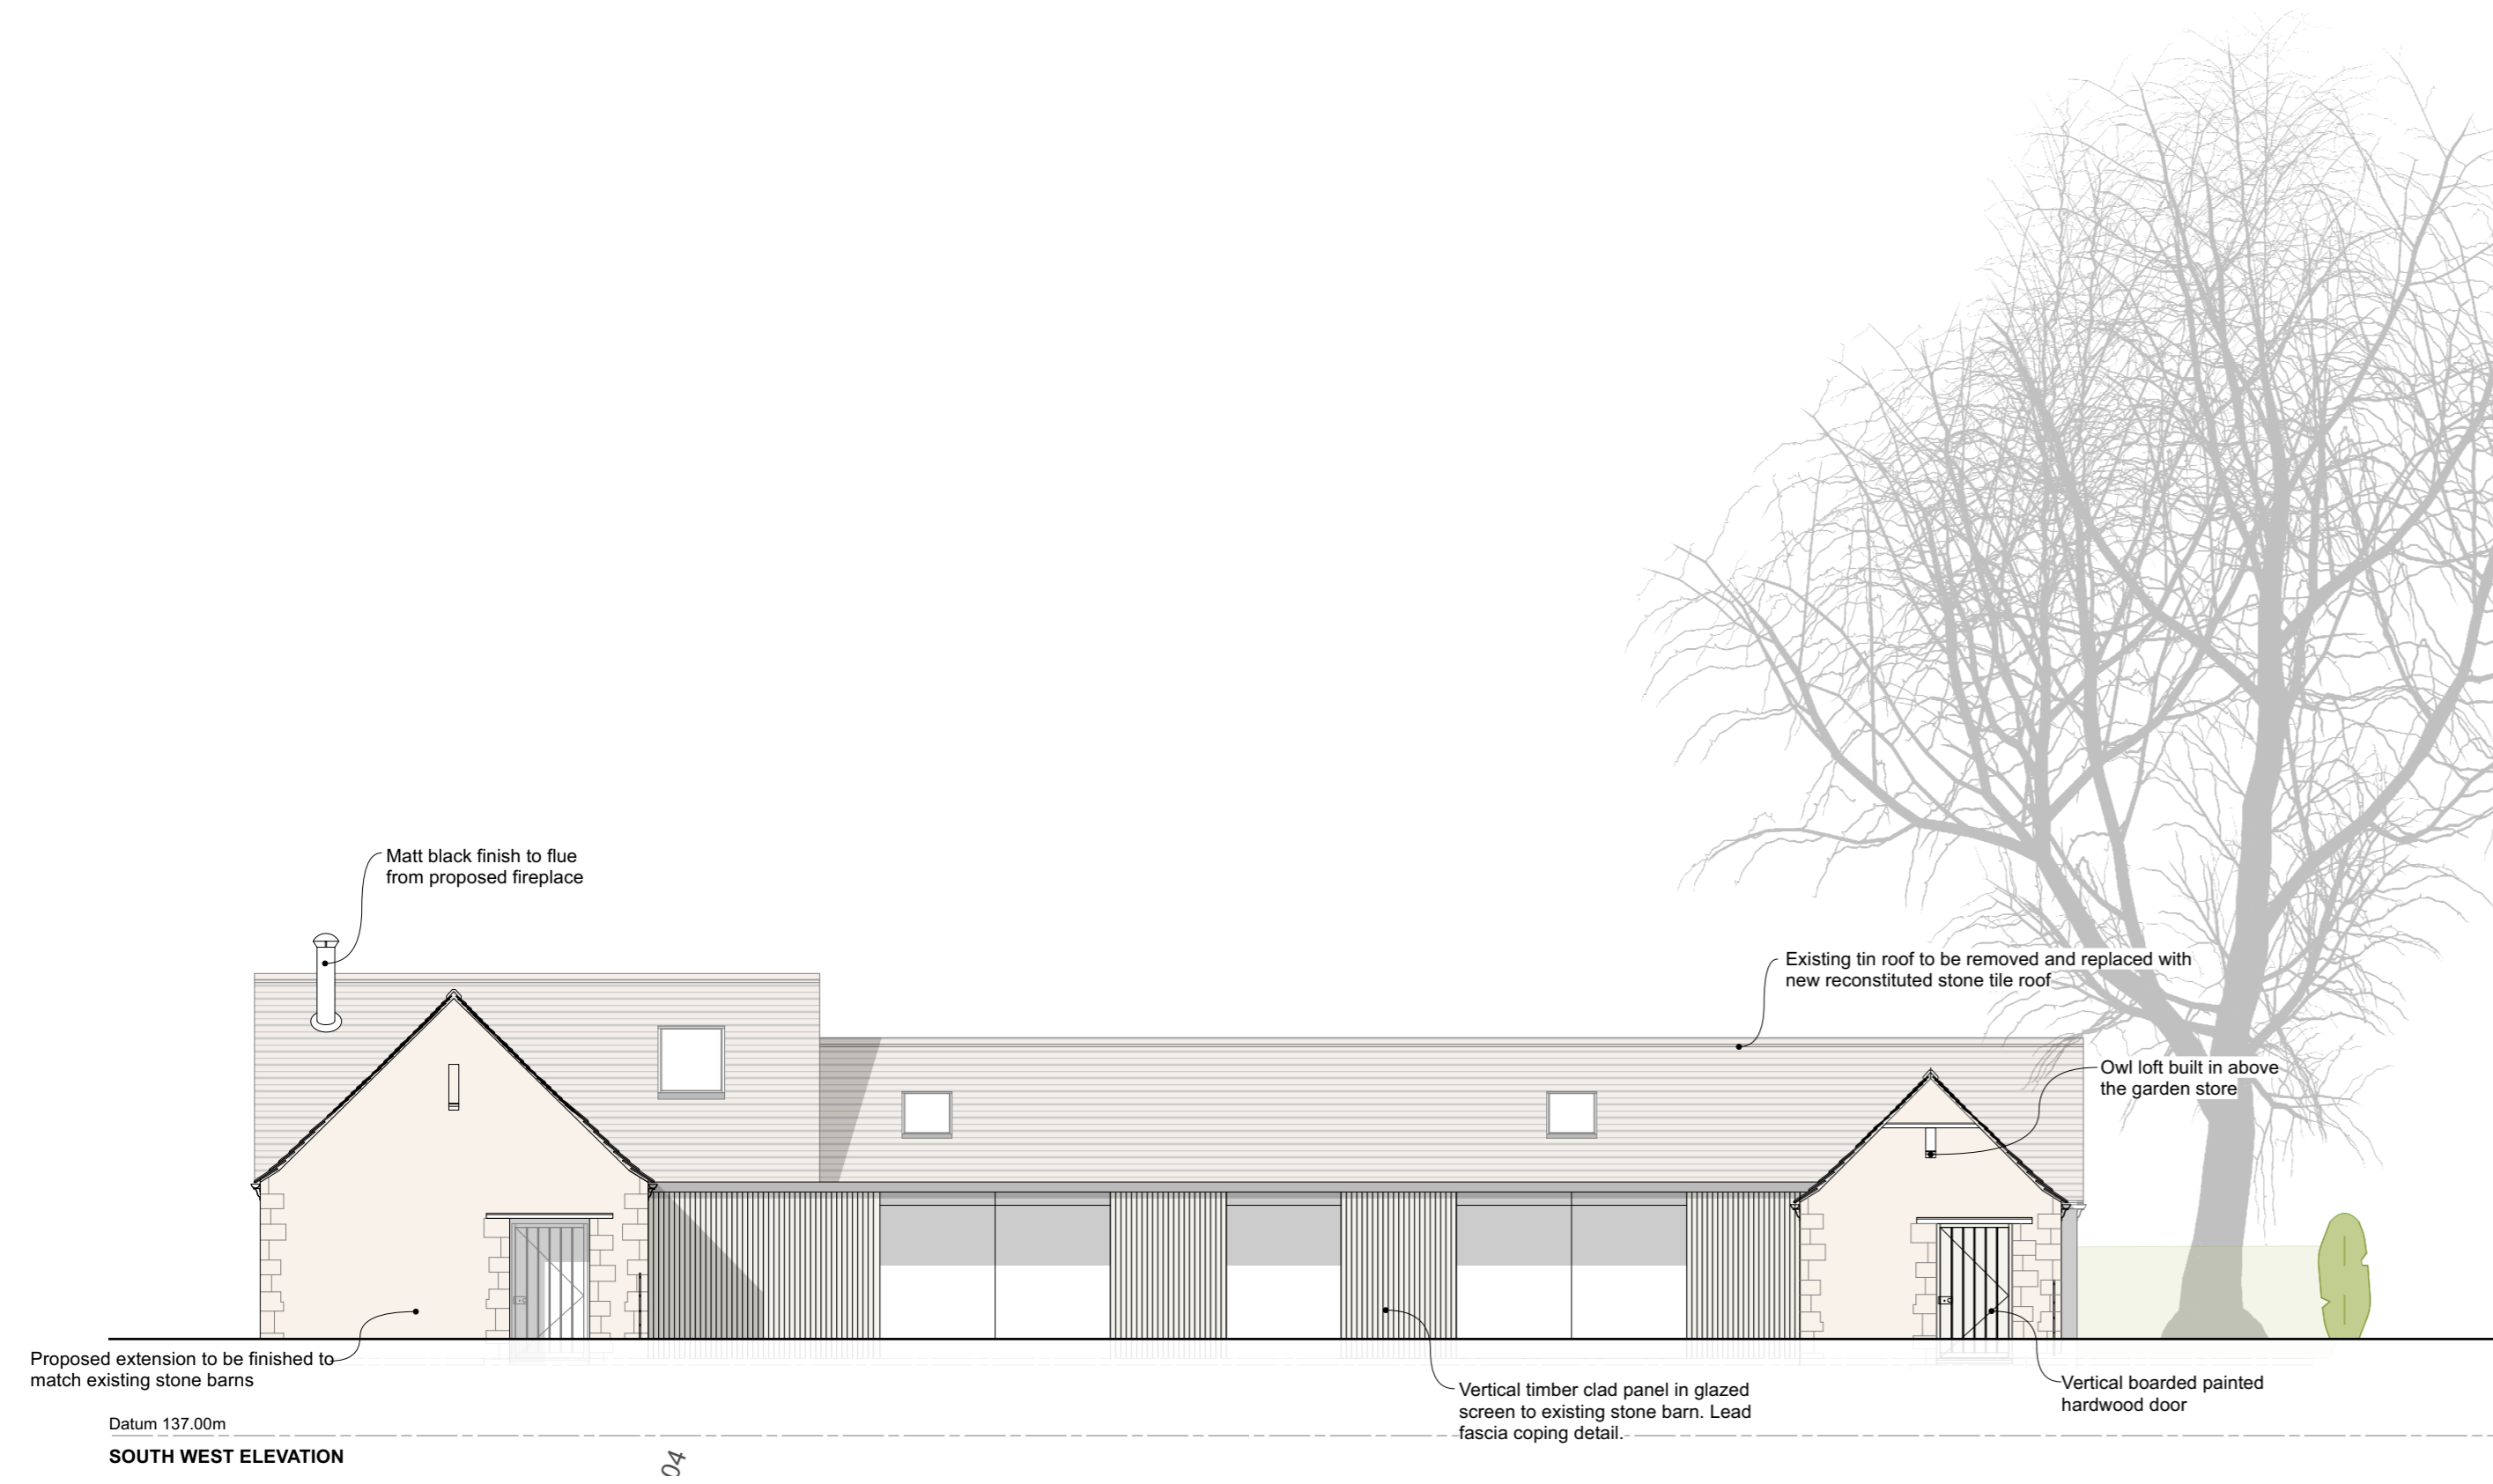 Matt black finish to flue
from proposed fireplace
Existing tin roof to be removed and replaced with
new reconstituted stone tile roof
Owl loft built in above
the garden store
Proposed extension to be finished to
match existing stone barns
Vertical timber clad panel in glazed
screen to existing stone barn. Lead
fascia coping detail.
Vertical boarded painted
hardwood door
Datum 137.00m
SOUTH WEST ELEVATION
04